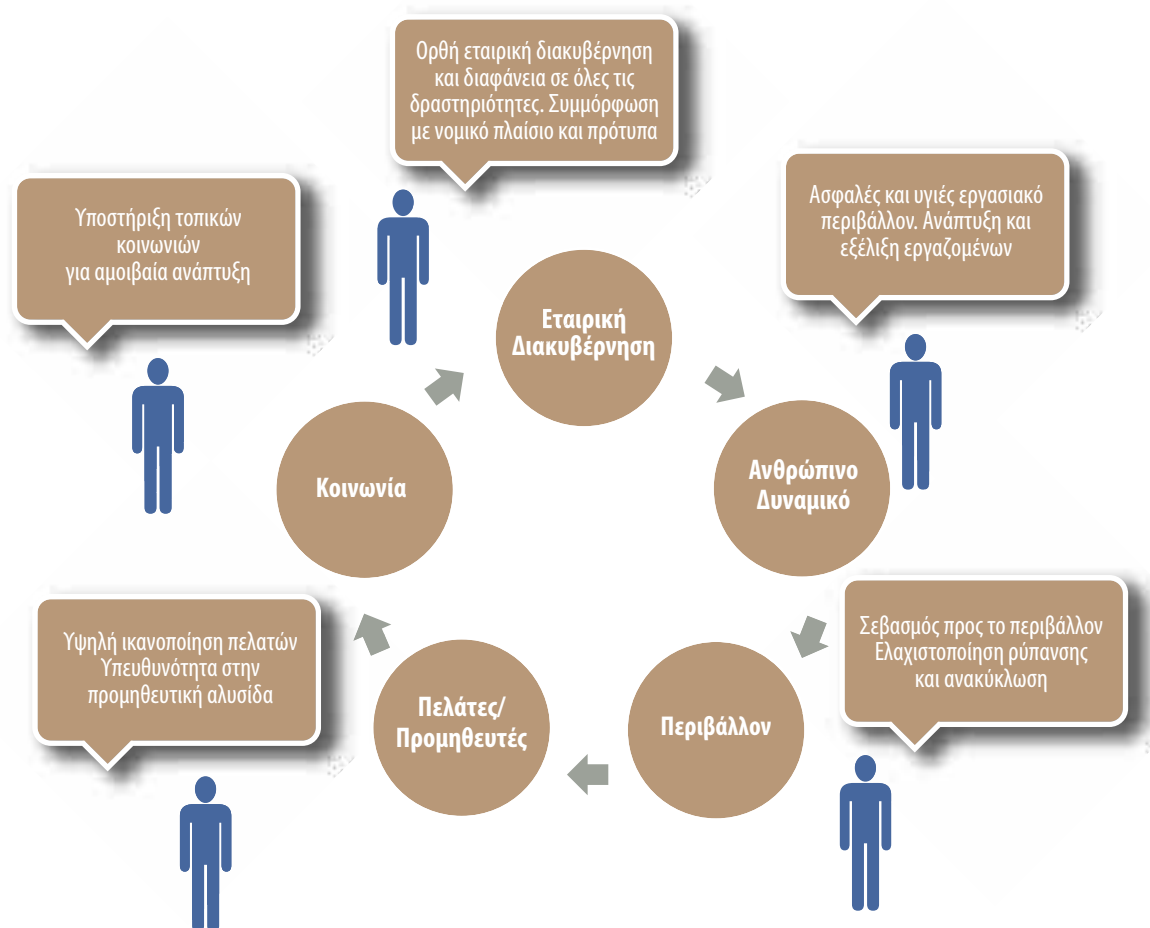 Ορθή εταιρική διακυβέρνηση
και διαφάνεια σε όλες τις
δραστηριότητες. Συμμόρφωση
με νομικό πλαίσιο και πρότυπα
Υποστήριξη τοπικών
κοινωνιών
για αμοιβαία ανάπτυξη
Ασφαλές και υγιές εργασιακό
περιβάλλον. Ανάπτυξη και
εξέλιξη εργαζομένων
Εταιρική
Διακυβέρνηση
Κοινωνία
Ανθρώπινο
Δυναμικό
Υψηλή ικανοποίηση πελατών
Υπευθυνότητα στην
προμηθευτική αλυσίδα
Σεβασμός προς το περιβάλλον
Ελαχιστοποίηση ρύπανσης
και ανακύκλωση
Πελάτες/
Προμηθευτές
Περιβάλλον